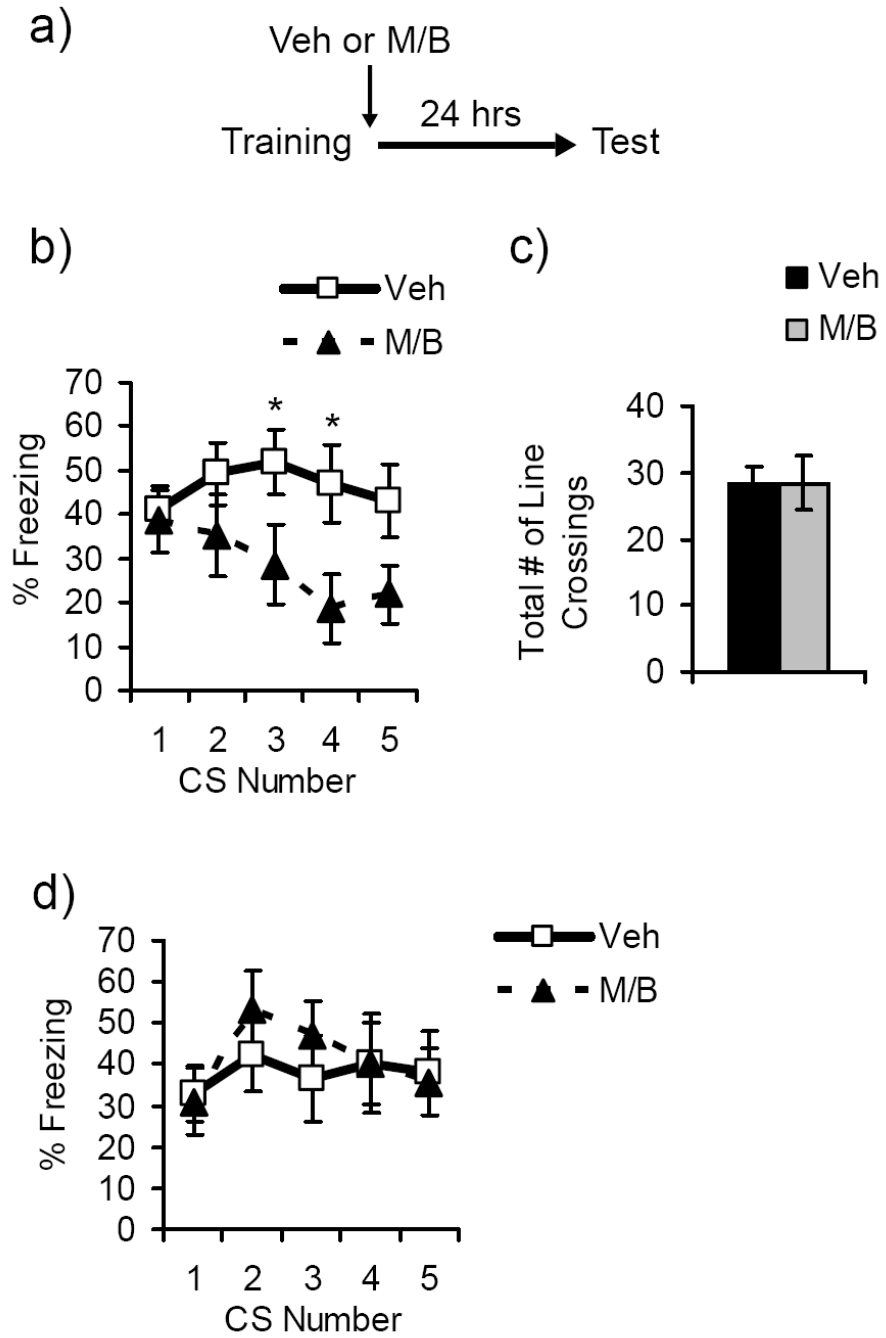 a)
Veh or M/B
24 hrs
Training
Test
b)
Veh
M/B
70
60
50
40
30
20
10
0
% Freezing
* *
1 2 3 4 5
CS Number
c)
Veh
M/B
40
30
20
10
0
Total # of Line
Crossings
d)
Veh
M/B
70
60
50
40
30
20
10
0
% Freezing
1 2 3 4 5
CS Number